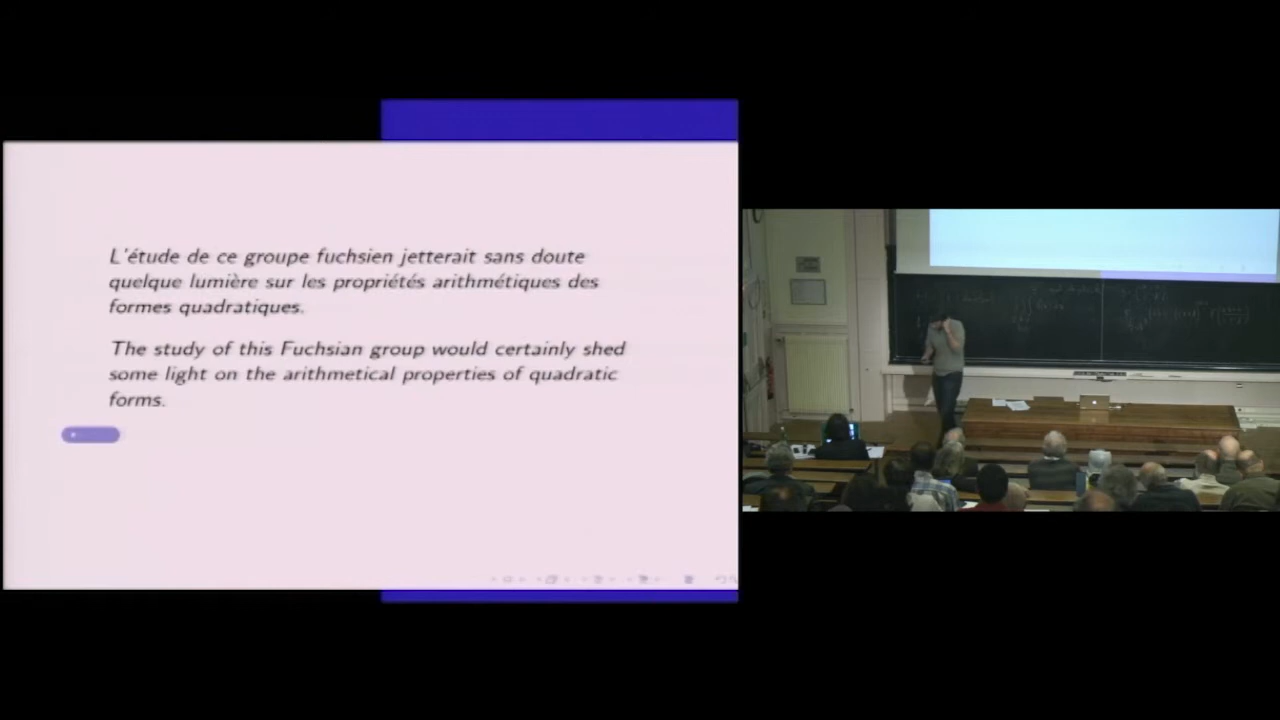 L'étude de ce groupe fuchsien jetterait sans doute
quelque lumière sur les propriétés arithmétiques des
formes quadratiques.
The study of this Fuchsian group would certainly shed
some light on the arithmetical properties of quadratic
forms.